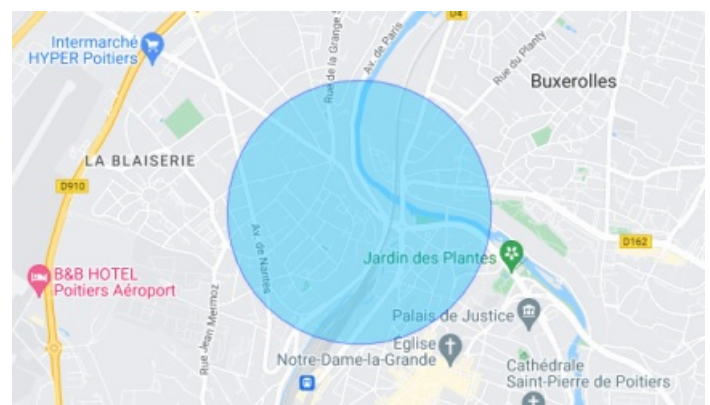 D4
Intermarché
HYPER Poitiers
Rue de la Grange S
Av. de Paris
Rue du Planty
Buxerolles
LA BLAISERIE
D910
Av. de Nantes
D162
Jardin des Plantes
B&B HOTEL
Poitiers Aéroport
Rue Jean Mermoz
Palais de Justice
Église
Notre-Dame-la-Grande
Cathédrale
Saint-Pierre de Poitiers